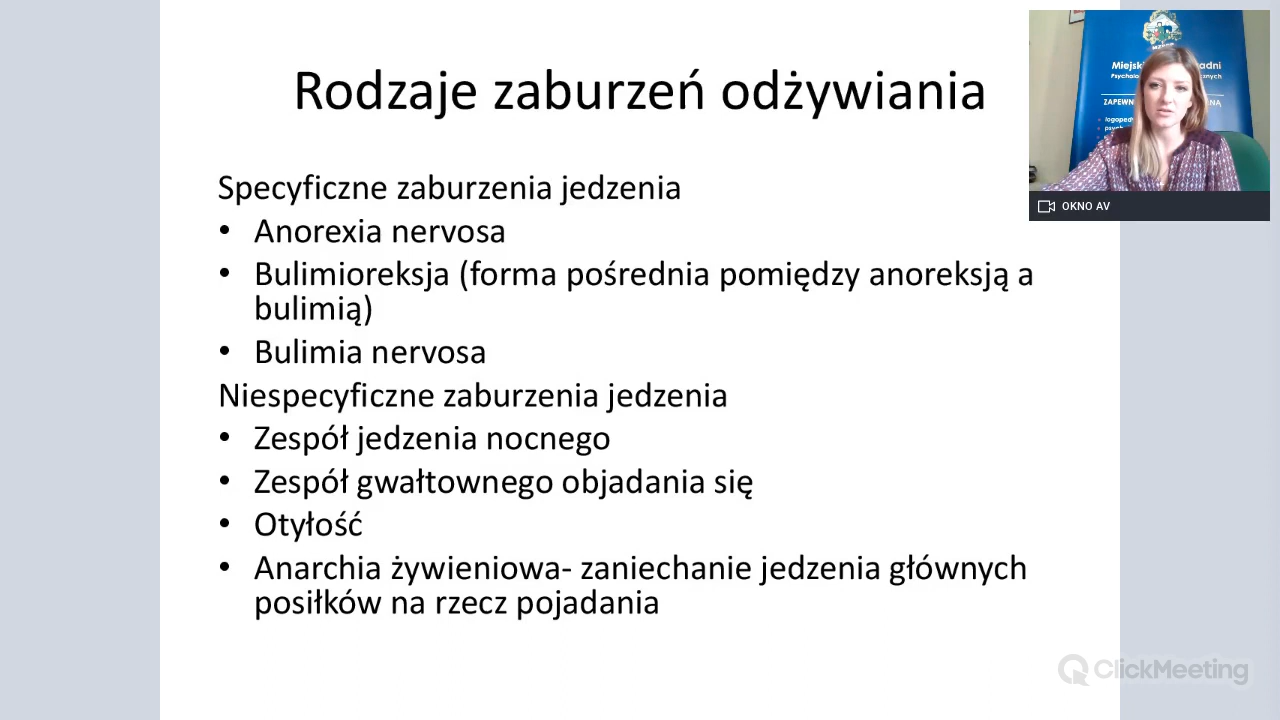 Rodzaje zaburzeń odżywiania
Specyficzne zaburzenia jedzenia
• Anorexia nervosa
• Bulimioreksja (forma pośrednia pomiędzy anoreksją a
bulimią)
• Bulimia nervosa
Niespecyficzne zaburzenia jedzenia
• Zespół jedzenia nocnego
• Zespół gwałtownego objadania się
• Otyłość
• Anarchia żywieniowa- zaniechanie jedzenia głównych
posiłków na rzecz pojadania
Miejski
ZAPEWN
OKNO AV
ClickMeeting